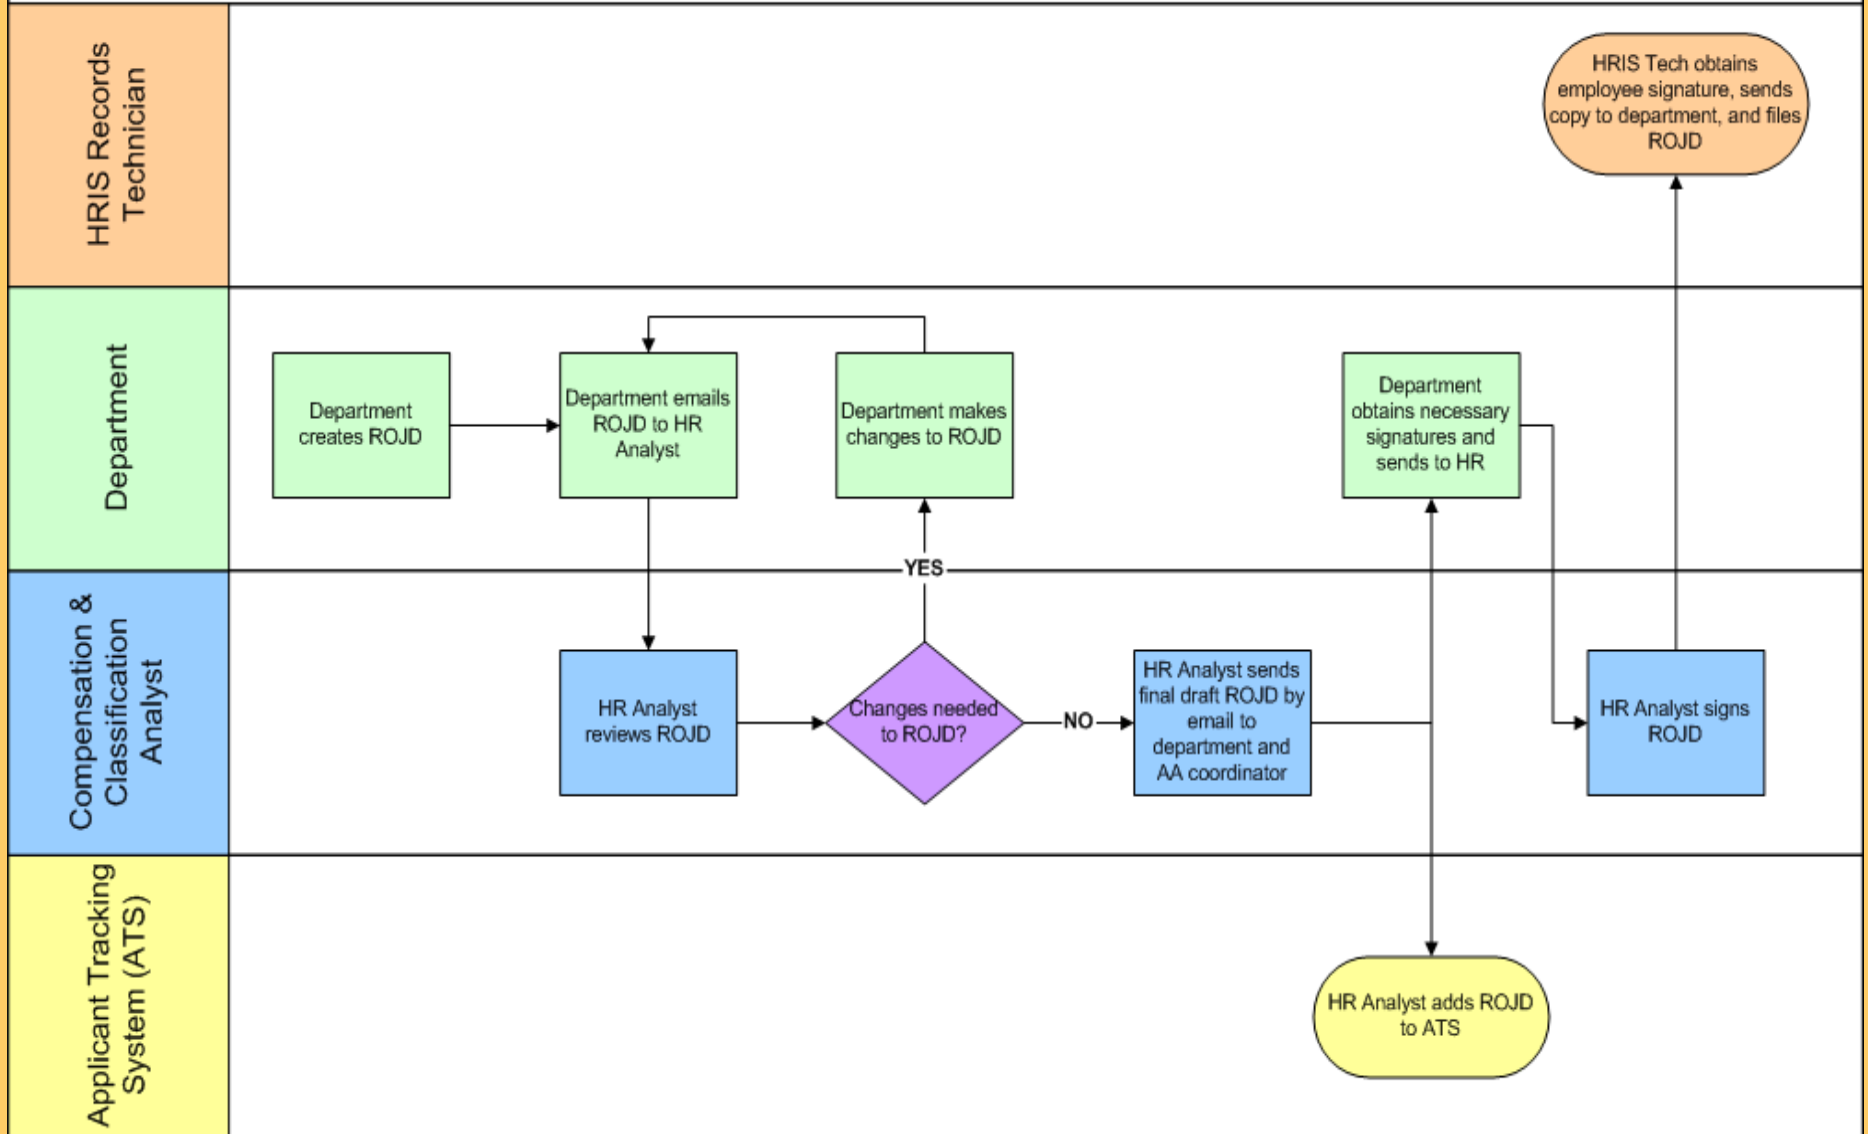 HRIS Records
Technician
HRIS Tech obtains
employee signature, sends
copy to department, and files
ROJD
Department
Department
creates ROJD
Department emails
ROJD to HR
Analyst
Department makes
changes to ROJD
Department
obtains necessary
signatures and
sends to HR
YES
Compensation &
Classification
Analyst
HR Analyst
reviews ROJD
Changes needed
to ROJD?
NO
HR Analyst sends
final draft ROJD by
email to
department and
AA coordinator
HR Analyst signs
ROJD
Applicant Tracking
System (ATS)
HR Analyst adds ROJD
to ATS